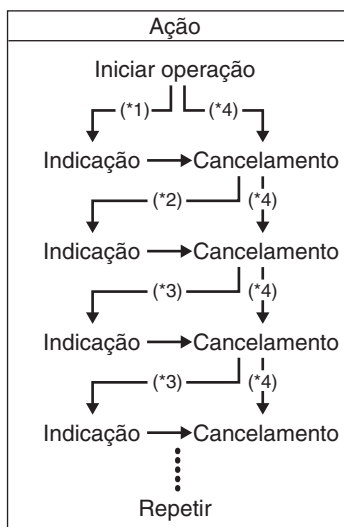 Ação
Iniciar operação
(*1) (*4)
Indicação Cancelamento
(*2) (*4)
Indicação Cancelamento
(*3) (*4)
Indicação Cancelamento
(*3) (*4)
Indicação Cancelamento
Repetir